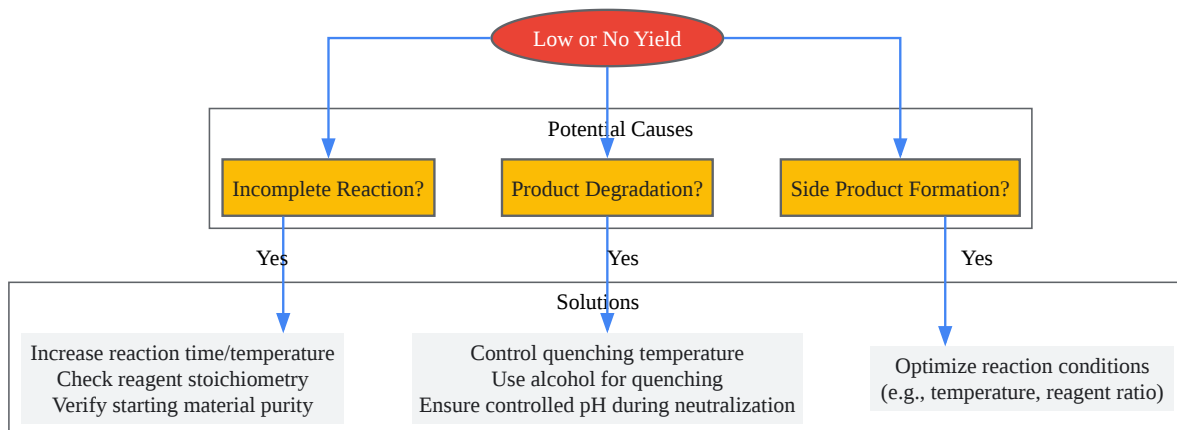 Low or No Yield
Potential Causes
Incomplete Reaction?
Product Degradation?
Side Product Formation?
Yes
Yes
Yes
Solutions
Increase reaction time/temperature
Check reagent stoichiometry
Verify starting material purity
Control quenching temperature
Use alcohol for quenching
Ensure controlled pH during neutralization
Optimize reaction conditions
(e.g., temperature, reagent ratio)